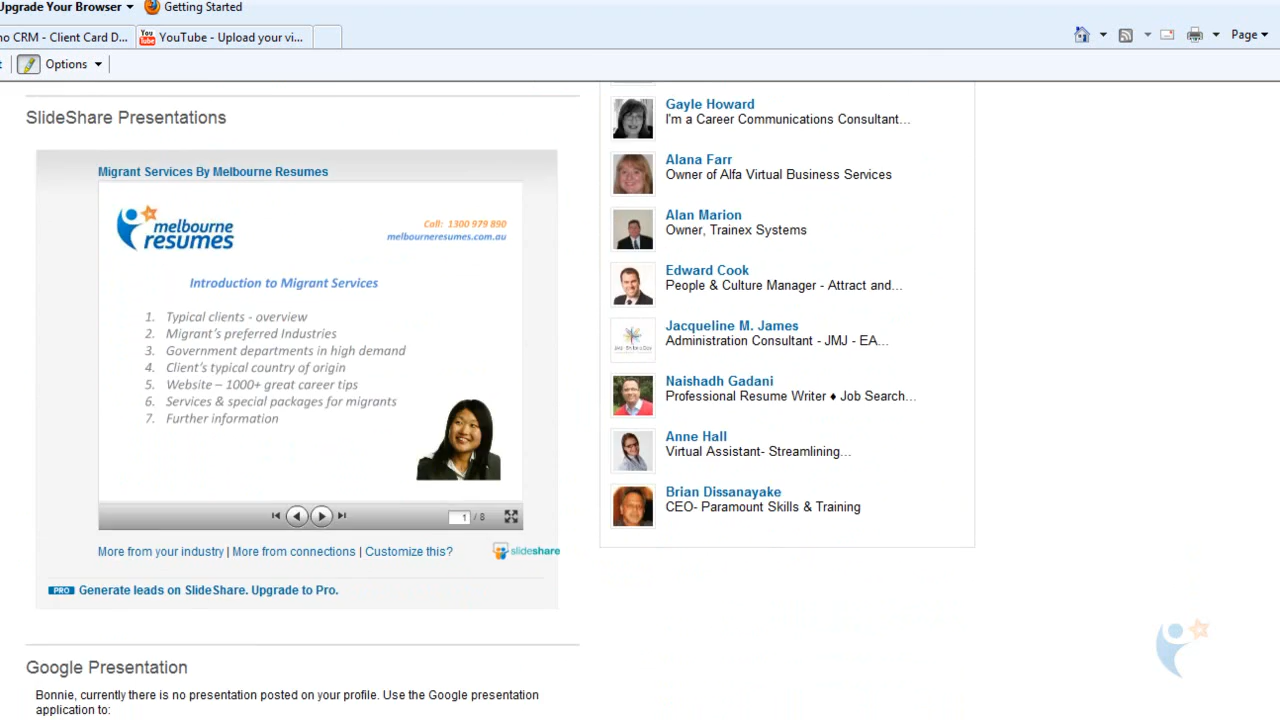 Upgrade Your Browser
Getting Started
no CRM - Client Card D...
YouTube - Upload your vi...
Page
Options
SlideShare Presentations
Migrant Services By Melbourne Resumes
melbourne
resumes
Call: 1300 979 890
melbourneresumes.com.au
Introduction to Migrant Services
1. Typical clients - overview
2. Migrant's preferred Industries
3. Government departments in high demand
4. Client's typical country of origin
5. Website – 1000+ great career tips
6. Services & special packages for migrants
7. Further information
1 / 8
More from your industry | More from connections | Customize this?
slideshare
PRO Generate leads on SlideShare. Upgrade to Pro.
Google Presentation
Bonnie, currently there is no presentation posted on your profile. Use the Google presentation
application to:
Gayle Howard
I'm a Career Communications Consultant...
Alana Farr
Owner of Alfa Virtual Business Services
Alan Marion
Owner, Trainex Systems
Edward Cook
People & Culture Manager - Attract and...
Jacqueline M. James
Administration Consultant - JMJ - EA...
Naishadh Gadani
Professional Resume Writer ♦ Job Search...
Anne Hall
Virtual Assistant- Streamlining...
Brian Dissanayake
CEO- Paramount Skills & Training